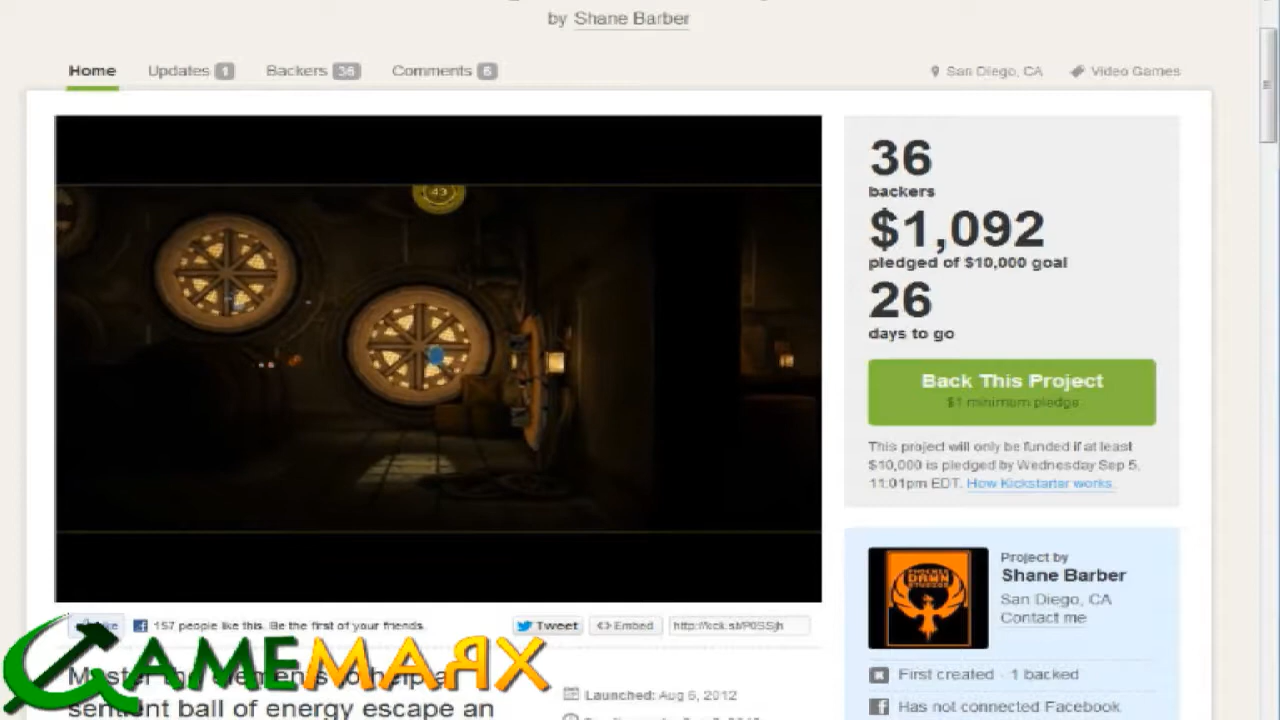 by Shane Barber
Home Updates 1 Backers 36 Comments 6
San Diego, CA Video Games
43
36
backers
$1,092
pledged of $10,000 goal
26
days to go
Back This Project
$1 minimum pledge
This project will only be funded if at least
$10,000 is pledged by Wednesday Sep 5,
11:01pm EDT. How Kickstarter works.
PHOENIX
DAWN
STUDIOS
Project by
Shane Barber
San Diego, CA
Contact me
First created · 1 backed
Has not connected Facebook
157 people like this. Be the first of your friends.
Tweet
<> Embed
GAMEMARX
sentient ball of energy escape an
Launched: Aug 6, 2012